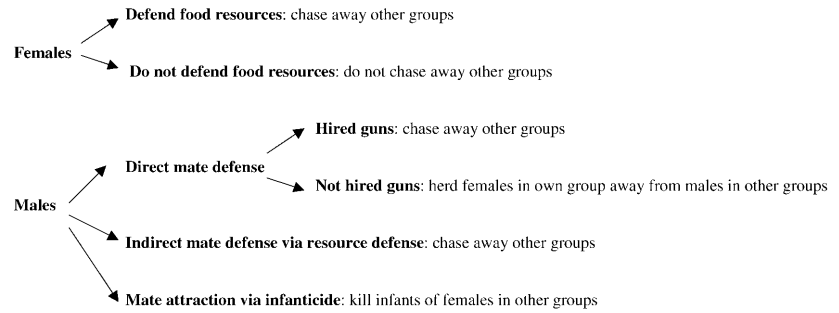 Defend food resources: chase away other groups
Females
Do not defend food resources: do not chase away other groups
Hired guns: chase away other groups
Direct mate defense
Not hired guns: herd females in own group away from males in other groups
Males
Indirect mate defense via resource defense: chase away other groups
Mate attraction via infanticide: kill infants of females in other groups